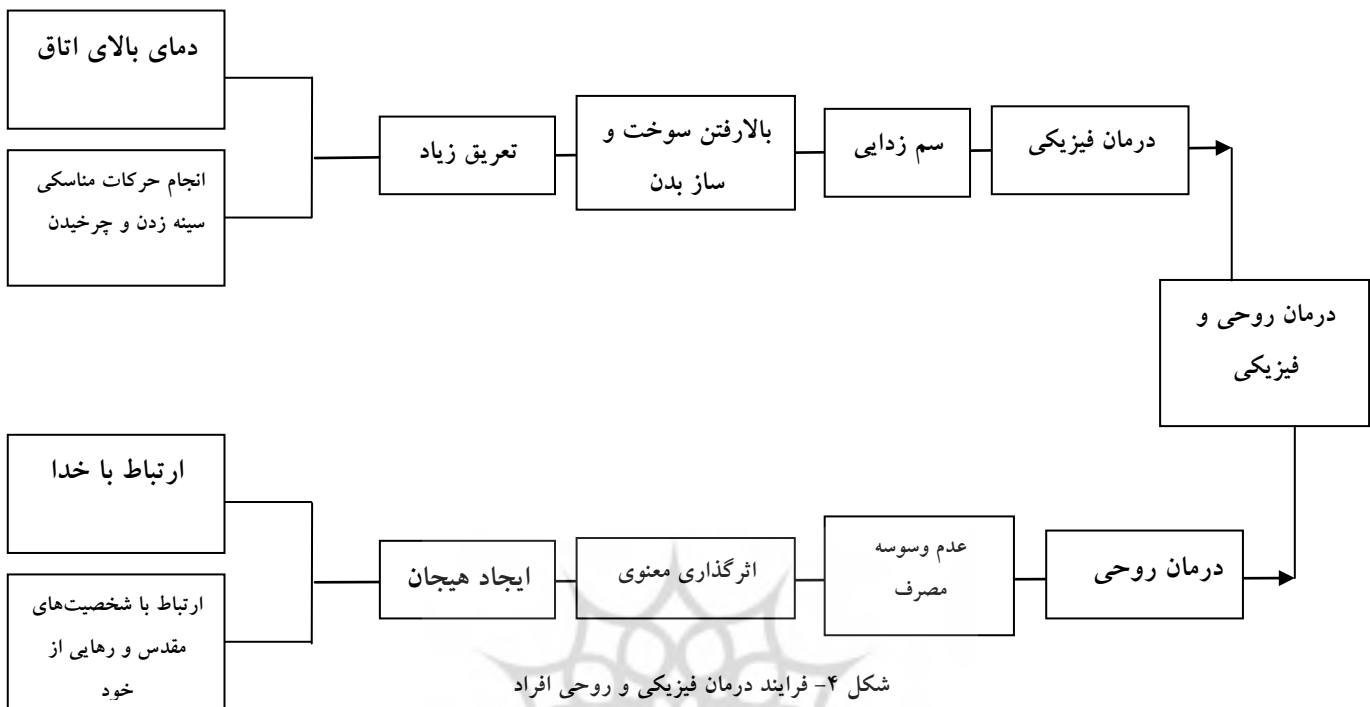 دمای بالای اتاق
انجام حرکات مناسکی
سینه زدن و چرخیدن
تعریق زیاد
بالارفتن سوخت و
ساز بدن
سم زدایی
درمان فیزیکی
درمان روحی و
فیزیکی
ارتباط با خدا
ارتباط با شخصیت‌های
مقدس و رهایی از
خود
ایجاد هیجان
اثرگذاری معنوی
عدم وسوسه
مصرف
درمان روحی
شکل ۴- فرایند درمان فیزیکی و روحی افراد